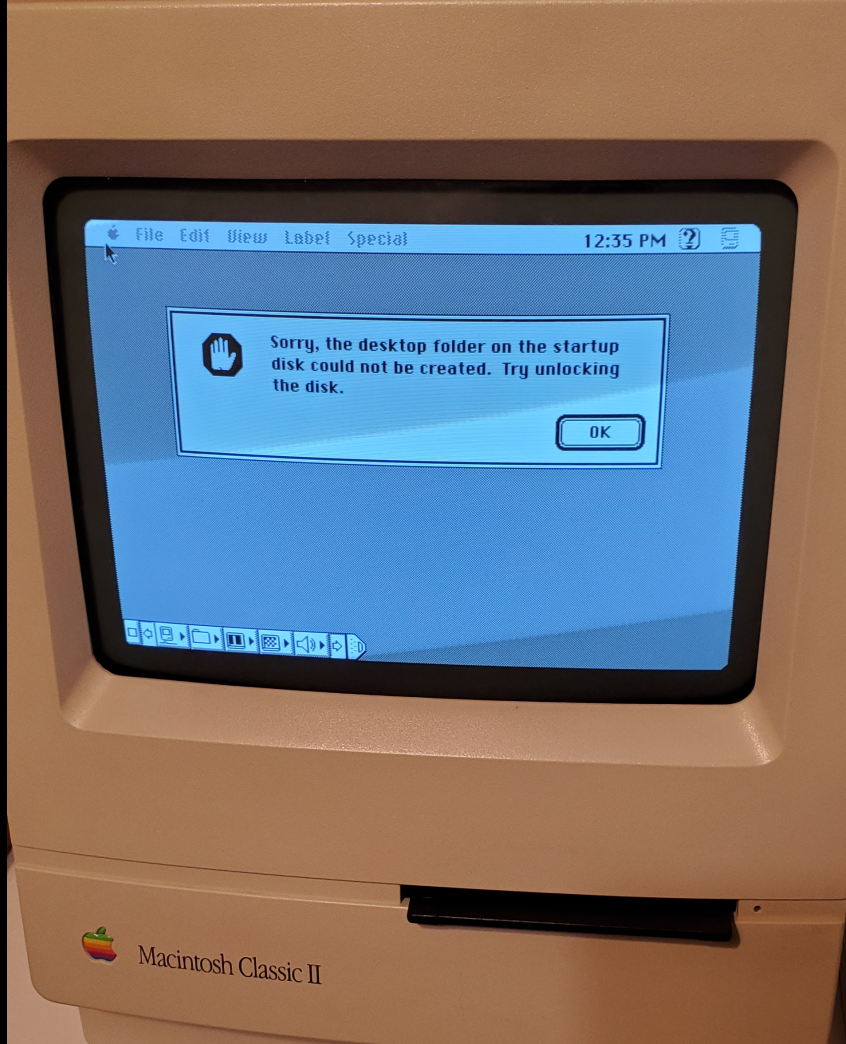 File Edit View Label Special 12:35 PM
Sorry, the desktop folder on the startup
disk could not be created. Try unlocking
the disk.
OK
Macintosh Classic II